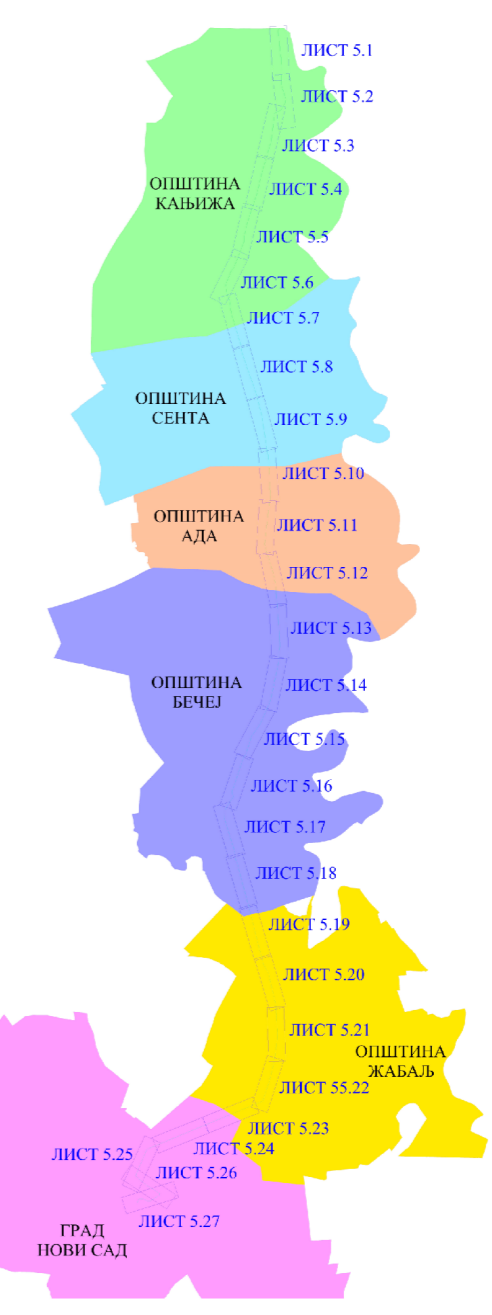 ЛИСТ 5.1
ЛИСТ 5.2
ЛИСТ 5.3
ОПШТИНА
КАЊИЖА
ЛИСТ 5.4
ЛИСТ 5.5
ЛИСТ 5.6
ЛИСТ 5.7
ЛИСТ 5.8
ОПШТИНА
СЕНТА
ЛИСТ 5.9
ЛИСТ 5.10
ОПШТИНА
АДА
ЛИСТ 5.11
ЛИСТ 5.12
ЛИСТ 5.13
ОПШТИНА
БЕЧЕЈ
ЛИСТ 5.14
ЛИСТ 5.15
ЛИСТ 5.16
ЛИСТ 5.17
ЛИСТ 5.18
ЛИСТ 5.19
ЛИСТ 5.20
ЛИСТ 5.21
ОПШТИНА
ЖАБАЉ
ЛИСТ 55.22
ЛИСТ 5.23
ЛИСТ 5.24
ЛИСТ 5.25
ЛИСТ 5.26
ЛИСТ 5.27
ГРАД
НОВИ САД